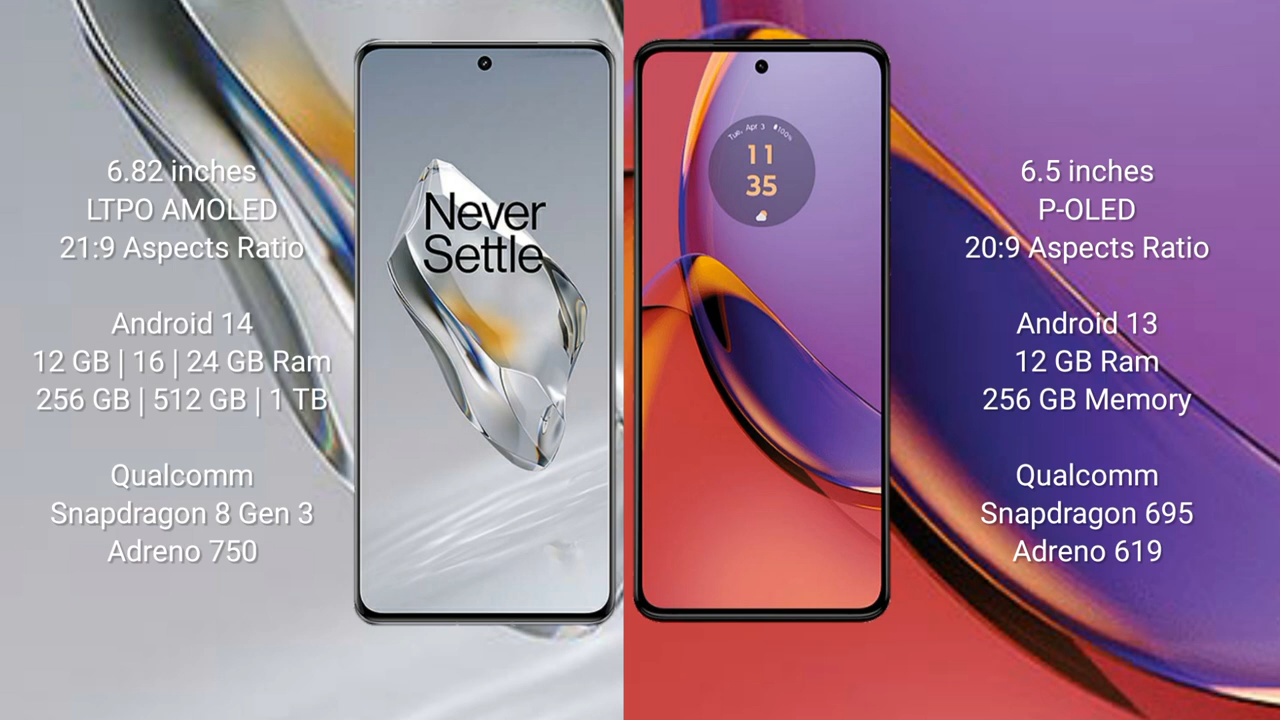 6.82 inches
LTPO AMOLED
21:9 Aspects Ratio
Android 14
12 GB | 16 | 24 GB Ram
256 GB | 512 GB | 1 TB
Qualcomm
Snapdragon 8 Gen 3
Adreno 750
Never
Settle
Tue, Apr 3 100%
11
35
6.5 inches
P-OLED
20:9 Aspects Ratio
Android 13
12 GB Ram
256 GB Memory
Qualcomm
Snapdragon 695
Adreno 619